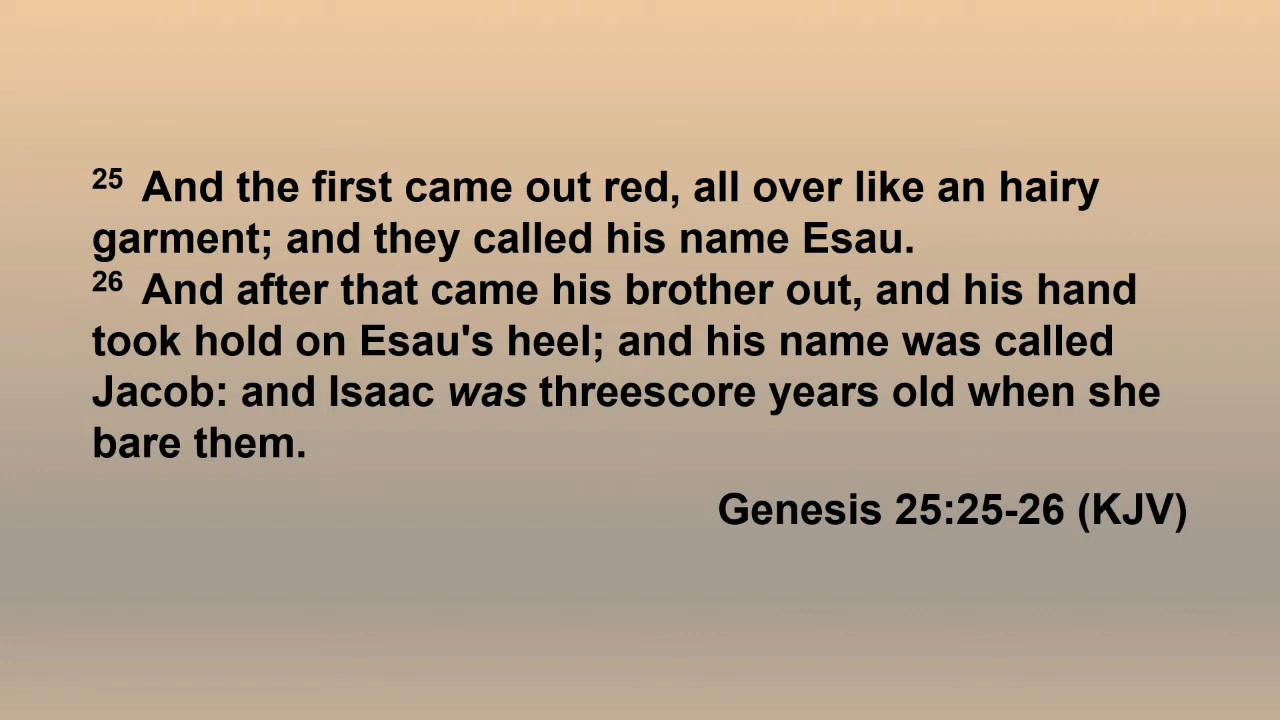 25 And the first came out red, all over like an hairy
garment; and they called his name Esau.
26 And after that came his brother out, and his hand
took hold on Esau's heel; and his name was called
Jacob: and Isaac was threescore years old when she
bare them.
Genesis 25:25-26 (KJV)